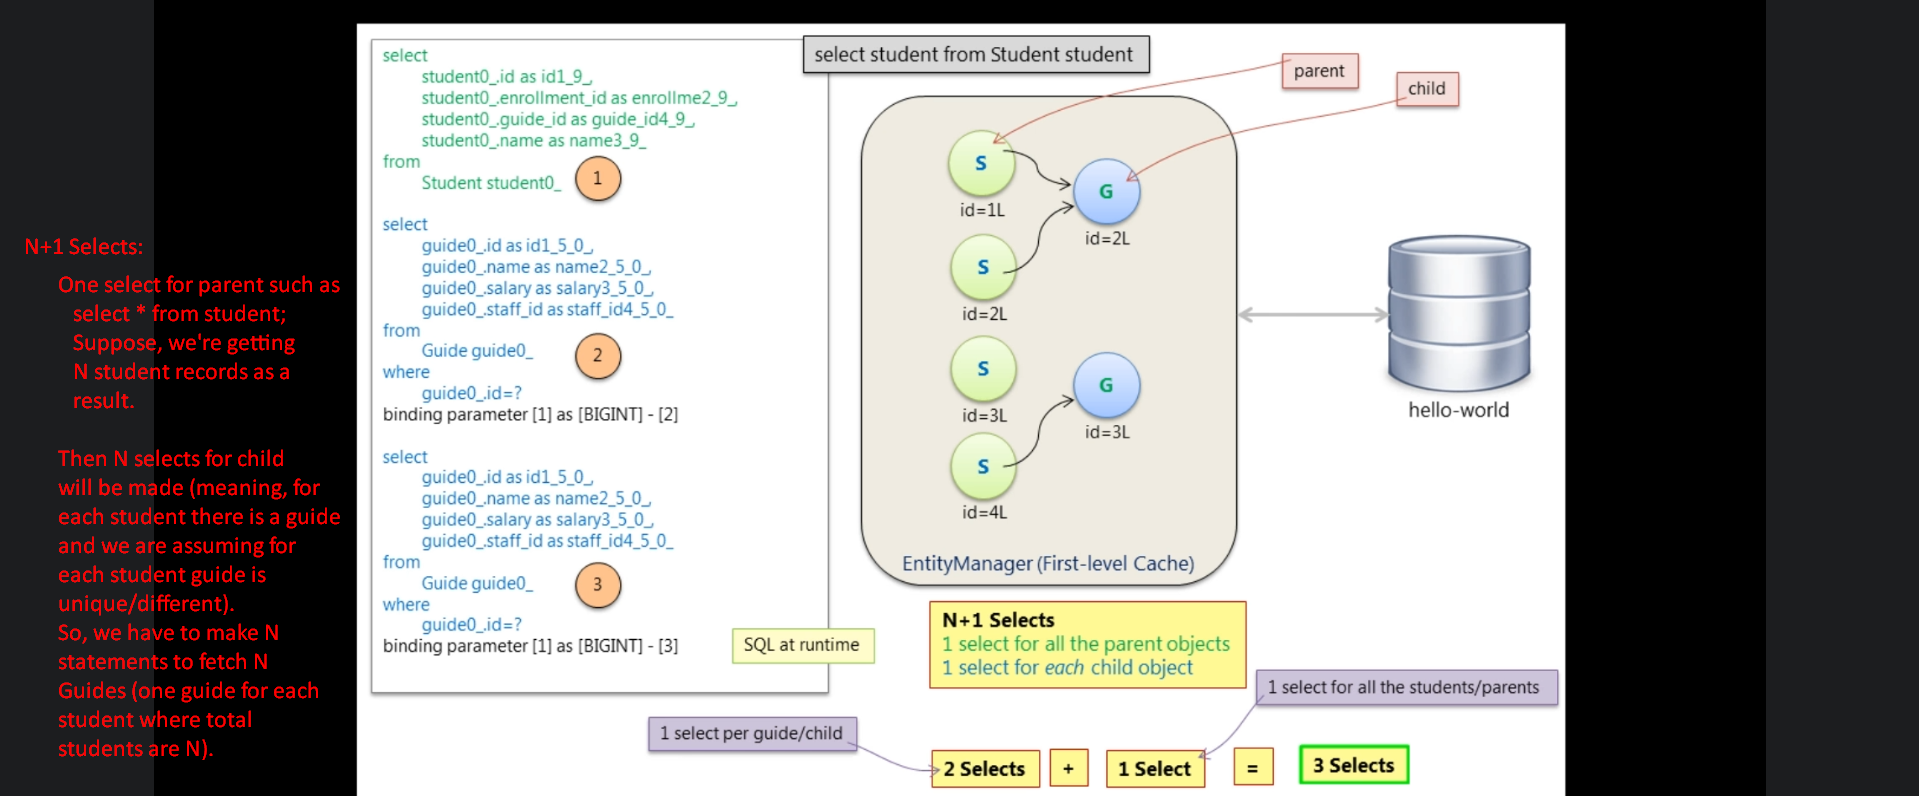 N+1 Selects:
One select for parent such as
select * from student;
Suppose, we're getting
N student records as a
result.
Then N selects for child
will be made (meaning, for
each student there is a guide
and we are assuming for
each student guide is
unique/different).
So, we have to make N
statements to fetch N
Guides (one guide for each
student where total
students are N).
select
student0_.id as id1_9_,
student0_.enrollment_id as enrollme2_9_,
student0_.guide_id as guide_id4_9_,
student0_.name as name3_9_
from
Student student0_
1
select
guide0_.id as id1_5_0_,
guide0_.name as name2_5_0_,
guide0_.salary as salary3_5_0_,
guide0_.staff_id as staff_id4_5_0_
from
Guide guide0_
2
where
guide0_.id=?
binding parameter [1] as [BIGINT] - [2]
select
guide0_.id as id1_5_0_,
guide0_.name as name2_5_0_,
guide0_.salary as salary3_5_0_,
guide0_.staff_id as staff_id4_5_0_
from
Guide guide0_
3
where
guide0_.id=?
binding parameter [1] as [BIGINT] - [3]
SQL at runtime
select student from Student student
parent
child
S
id=1L
G
id=2L
S
id=2L
S
id=3L
G
id=3L
S
id=4L
EntityManager (First-level Cache)
hello-world
N+1 Selects
1 select for all the parent objects
1 select for each child object
1 select for all the students/parents
1 select per guide/child
2 Selects + 1 Select = 3 Selects